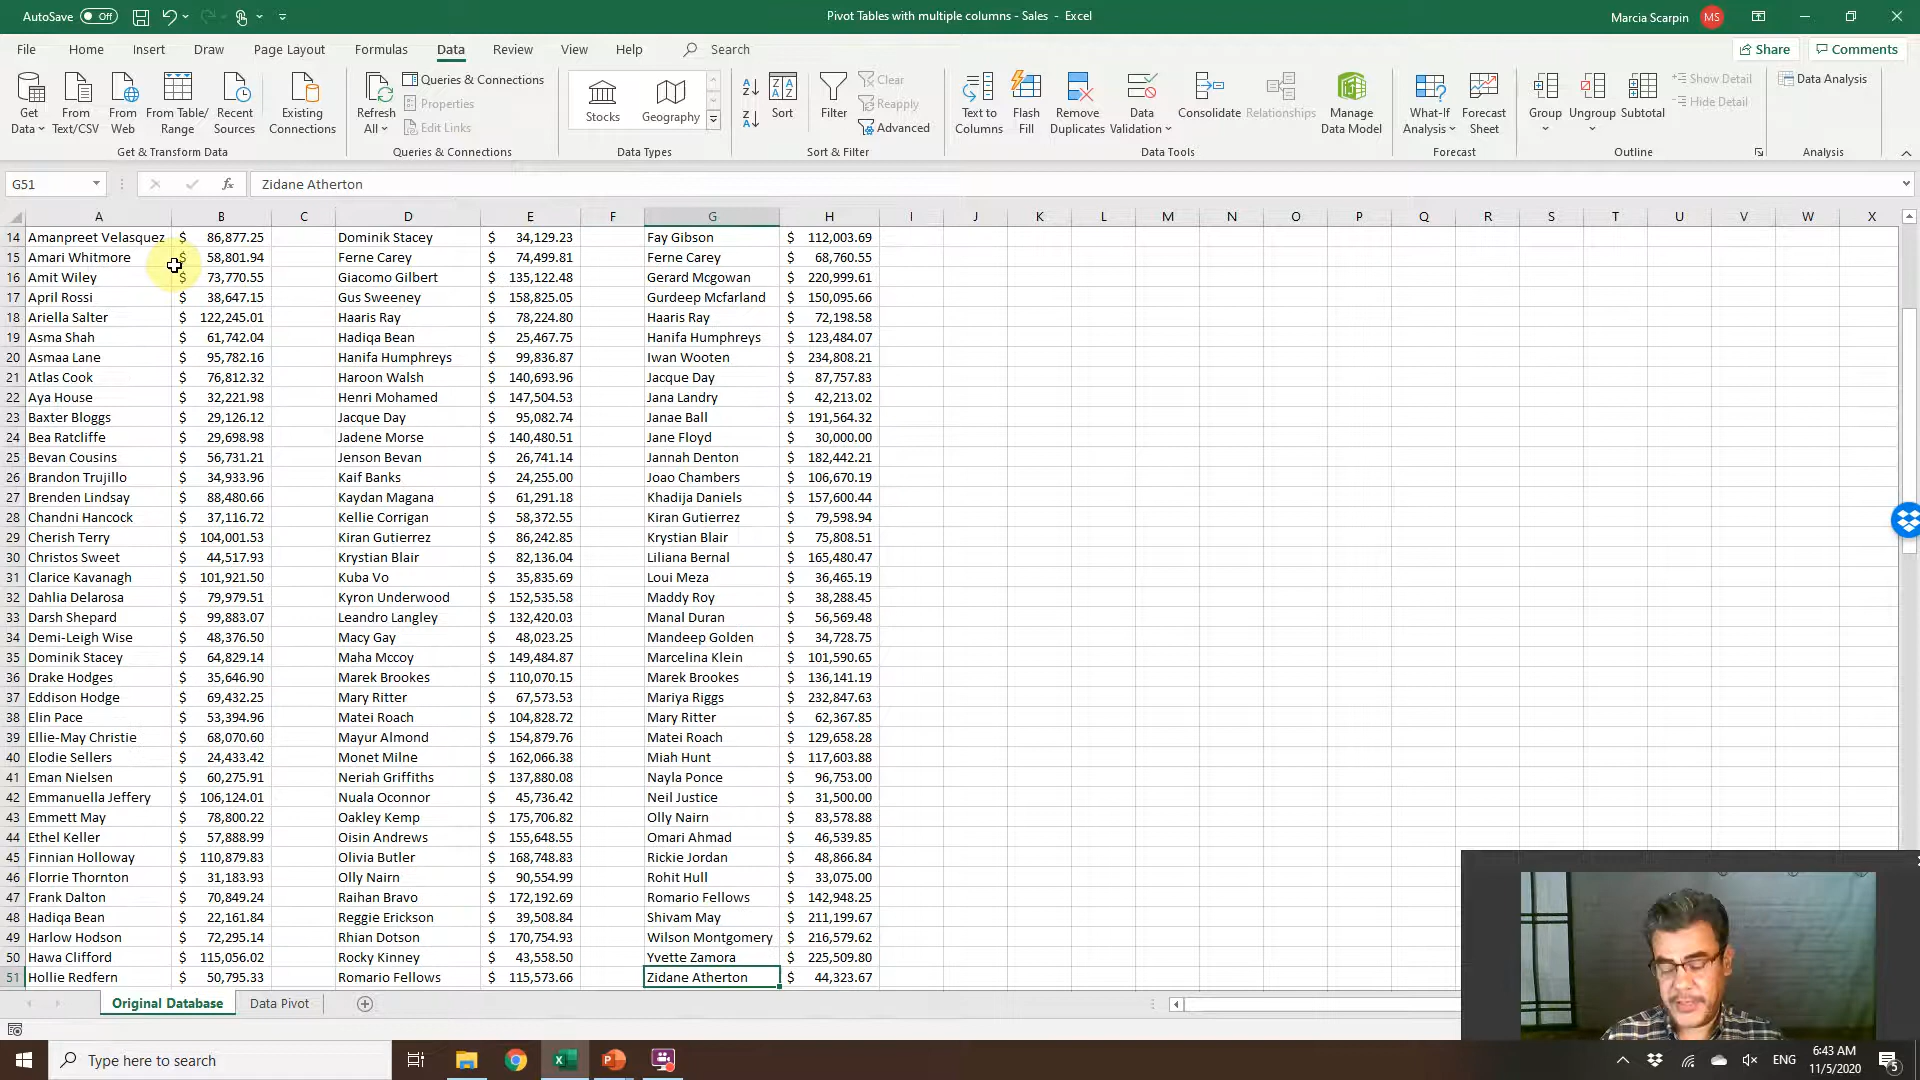 AutoSave Off Pivot Tables with multiple columns - Sales - Excel Marcia Scarpin MS
File Home Insert Draw Page Layout Formulas Data Review View Help Search Share Comments
Get Data From Text/CSV From Web From Table/ Range Recent Sources Existing Connections Refresh All Queries & Connections Properties Edit Links Stocks Geography Sort Filter Clear Reapply Advanced Text to Columns Flash Fill Remove Duplicates Data Validation Consolidate Relationships Manage Data Model What-If Analysis Forecast Sheet Group Ungroup Subtotal Show Detail Hide Detail Data Analysis
Get & Transform Data Queries & Connections Data Types Sort & Filter Data Tools Forecast Outline Analysis
G51 fx Zidane Atherton
A B C D E F G H I J K L M N O P Q R S T U V W X
14 Amanpreet Velasquez $ 86,877.25 Dominik Stacey $ 34,129.23 Fay Gibson $ 112,003.69
15 Amari Whitmore $ 58,801.94 Ferne Carey $ 74,499.81 Ferne Carey $ 68,760.55
16 Amit Wiley $ 73,770.55 Giacomo Gilbert $ 135,122.48 Gerard Mcgowan $ 220,999.61
17 April Rossi $ 38,647.15 Gus Sweeney $ 158,825.05 Gurdeep Mcfarland $ 150,095.66
18 Ariella Salter $ 122,245.01 Haaris Ray $ 78,224.80 Haaris Ray $ 72,198.58
19 Asma Shah $ 61,742.04 Hadiqa Bean $ 25,467.75 Hanifa Humphreys $ 123,484.07
20 Asmaa Lane $ 95,782.16 Hanifa Humphreys $ 99,836.87 Iwan Wooten $ 234,808.21
21 Atlas Cook $ 76,812.32 Haroon Walsh $ 140,693.96 Jacque Day $ 87,757.83
22 Aya House $ 32,221.98 Henri Mohamed $ 147,504.53 Jana Landry $ 42,213.02
23 Baxter Bloggs $ 29,126.12 Jacque Day $ 95,082.74 Janae Ball $ 191,564.32
24 Bea Ratcliffe $ 29,698.98 Jadene Morse $ 140,480.51 Jane Floyd $ 30,000.00
25 Bevan Cousins $ 56,731.21 Jenson Bevan $ 26,741.14 Jannah Denton $ 182,442.21
26 Brandon Trujillo $ 34,933.96 Kaif Banks $ 24,255.00 Joao Chambers $ 106,670.19
27 Brenden Lindsay $ 88,480.66 Kaydan Magana $ 61,291.18 Khadija Daniels $ 157,600.44
28 Chandni Hancock $ 37,116.72 Kellie Corrigan $ 58,372.55 Kiran Gutierrez $ 79,598.94
29 Cherish Terry $ 104,001.53 Kiran Gutierrez $ 86,242.85 Krystian Blair $ 75,808.51
30 Christos Sweet $ 44,517.93 Krystian Blair $ 82,136.04 Liliana Bernal $ 165,480.47
31 Clarice Kavanagh $ 101,921.50 Kuba Vo $ 35,835.69 Loui Meza $ 36,465.19
32 Dahlia Delarosa $ 79,979.51 Kyron Underwood $ 152,535.58 Maddy Roy $ 38,288.45
33 Darsh Shepard $ 99,883.07 Leandro Langley $ 132,420.03 Manal Duran $ 56,569.48
34 Demi-Leigh Wise $ 48,376.50 Macy Gay $ 48,023.25 Mandeep Golden $ 34,728.75
35 Dominik Stacey $ 64,829.14 Maha Mccoy $ 149,484.87 Marcelina Klein $ 101,590.65
36 Drake Hodges $ 35,646.90 Marek Brookes $ 110,070.15 Marek Brookes $ 136,141.19
37 Eddison Hodge $ 69,432.25 Mary Ritter $ 67,573.53 Mariya Riggs $ 232,847.63
38 Elin Pace $ 53,394.96 Matei Roach $ 104,828.72 Mary Ritter $ 62,367.85
39 Ellie-May Christie $ 68,070.60 Mayur Almond $ 154,879.76 Matei Roach $ 129,658.28
40 Elodie Sellers $ 24,433.42 Monet Milne $ 162,066.38 Miah Hunt $ 117,603.88
41 Eman Nielsen $ 60,275.91 Neriah Griffiths $ 137,880.08 Nayla Ponce $ 96,753.00
42 Emmanuella Jeffery $ 106,124.01 Nuala Oconnor $ 45,736.42 Neil Justice $ 31,500.00
43 Emmett May $ 78,800.22 Oakley Kemp $ 175,706.82 Olly Nairn $ 83,578.88
44 Ethel Keller $ 57,888.99 Oisin Andrews $ 155,648.55 Omari Ahmad $ 46,539.85
45 Finnian Holloway $ 110,879.83 Olivia Butler $ 168,748.83 Rickie Jordan $ 48,866.84
46 Florrie Thornton $ 31,183.93 Olly Nairn $ 90,554.99 Rohit Hull $ 33,075.00
47 Frank Dalton $ 70,849.24 Raihan Bravo $ 172,192.69 Romario Fellows $ 142,948.25
48 Hadiqa Bean $ 22,161.84 Reggie Erickson $ 39,508.84 Shivam May $ 211,199.67
49 Harlow Hodson $ 72,295.14 Rhian Dotson $ 170,754.93 Wilson Montgomery $ 216,579.62
50 Hawa Clifford $ 115,056.02 Rocky Kinney $ 43,558.50 Yvette Zamora $ 225,509.80
51 Hollie Redfern $ 50,795.33 Romario Fellows $ 115,573.66 Zidane Atherton $ 44,323.67
Original Database Data Pivot
Type here to search ENG 6:43 AM
11/5/2020 5